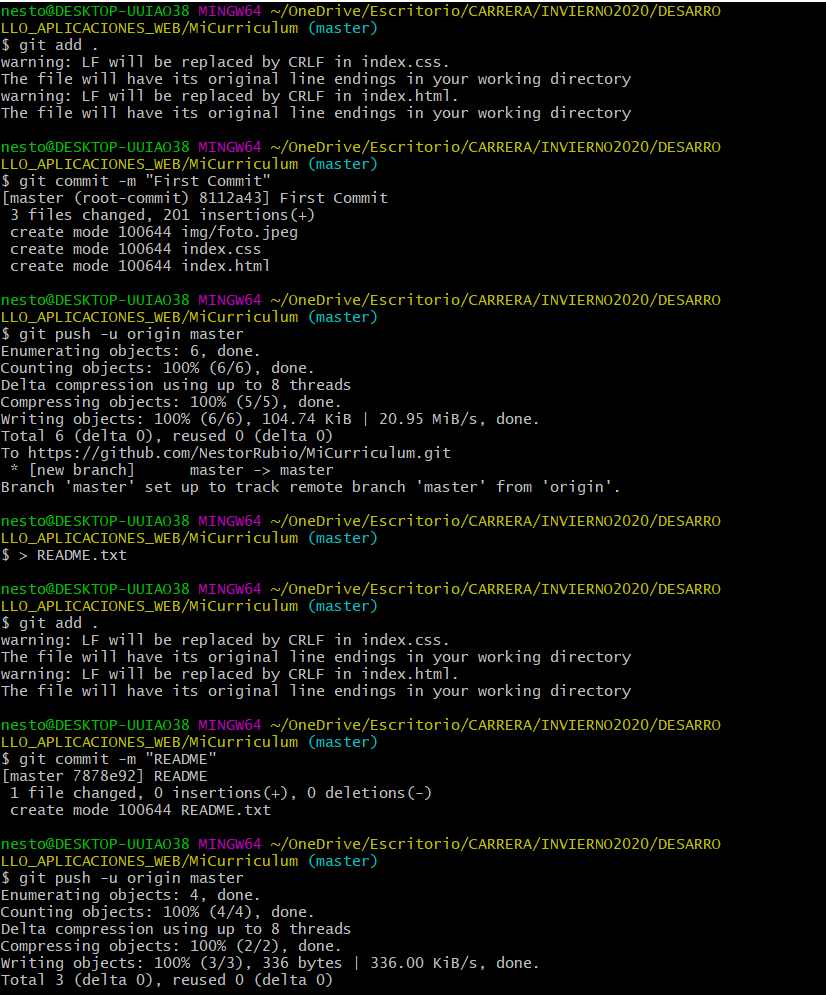 nesto@DESKTOP-UUIAO38 MINGW64 ~/OneDrive/Escritorio/CARRERA/INVIERNO2020/DESARRO
LLO_APLICACIONES_WEB/MiCurriculum (master)
$ git add .
warning: LF will be replaced by CRLF in index.css.
The file will have its original line endings in your working directory
warning: LF will be replaced by CRLF in index.html.
The file will have its original line endings in your working directory

nesto@DESKTOP-UUIAO38 MINGW64 ~/OneDrive/Escritorio/CARRERA/INVIERNO2020/DESARRO
LLO_APLICACIONES_WEB/MiCurriculum (master)
$ git commit -m "First Commit"
[master (root-commit) 8112a43] First Commit
 3 files changed, 201 insertions(+)
 create mode 100644 img/foto.jpeg
 create mode 100644 index.css
 create mode 100644 index.html

nesto@DESKTOP-UUIAO38 MINGW64 ~/OneDrive/Escritorio/CARRERA/INVIERNO2020/DESARRO
LLO_APLICACIONES_WEB/MiCurriculum (master)
$ git push -u origin master
Enumerating objects: 6, done.
Counting objects: 100% (6/6), done.
Delta compression using up to 8 threads
Compressing objects: 100% (5/5), done.
Writing objects: 100% (6/6), 104.74 KiB | 20.95 MiB/s, done.
Total 6 (delta 0), reused 0 (delta 0)
To https://github.com/NestorRubio/MiCurriculum.git
 * [new branch]      master -> master
Branch 'master' set up to track remote branch 'master' from 'origin'.

nesto@DESKTOP-UUIAO38 MINGW64 ~/OneDrive/Escritorio/CARRERA/INVIERNO2020/DESARRO
LLO_APLICACIONES_WEB/MiCurriculum (master)
$ > README.txt

nesto@DESKTOP-UUIAO38 MINGW64 ~/OneDrive/Escritorio/CARRERA/INVIERNO2020/DESARRO
LLO_APLICACIONES_WEB/MiCurriculum (master)
$ git add .
warning: LF will be replaced by CRLF in index.css.
The file will have its original line endings in your working directory
warning: LF will be replaced by CRLF in index.html.
The file will have its original line endings in your working directory

nesto@DESKTOP-UUIAO38 MINGW64 ~/OneDrive/Escritorio/CARRERA/INVIERNO2020/DESARRO
LLO_APLICACIONES_WEB/MiCurriculum (master)
$ git commit -m "README"
[master 7878e92] README
 1 file changed, 0 insertions(+), 0 deletions(-)
 create mode 100644 README.txt

nesto@DESKTOP-UUIAO38 MINGW64 ~/OneDrive/Escritorio/CARRERA/INVIERNO2020/DESARRO
LLO_APLICACIONES_WEB/MiCurriculum (master)
$ git push -u origin master
Enumerating objects: 4, done.
Counting objects: 100% (4/4), done.
Delta compression using up to 8 threads
Compressing objects: 100% (2/2), done.
Writing objects: 100% (3/3), 336 bytes | 336.00 KiB/s, done.
Total 3 (delta 0), reused 0 (delta 0)